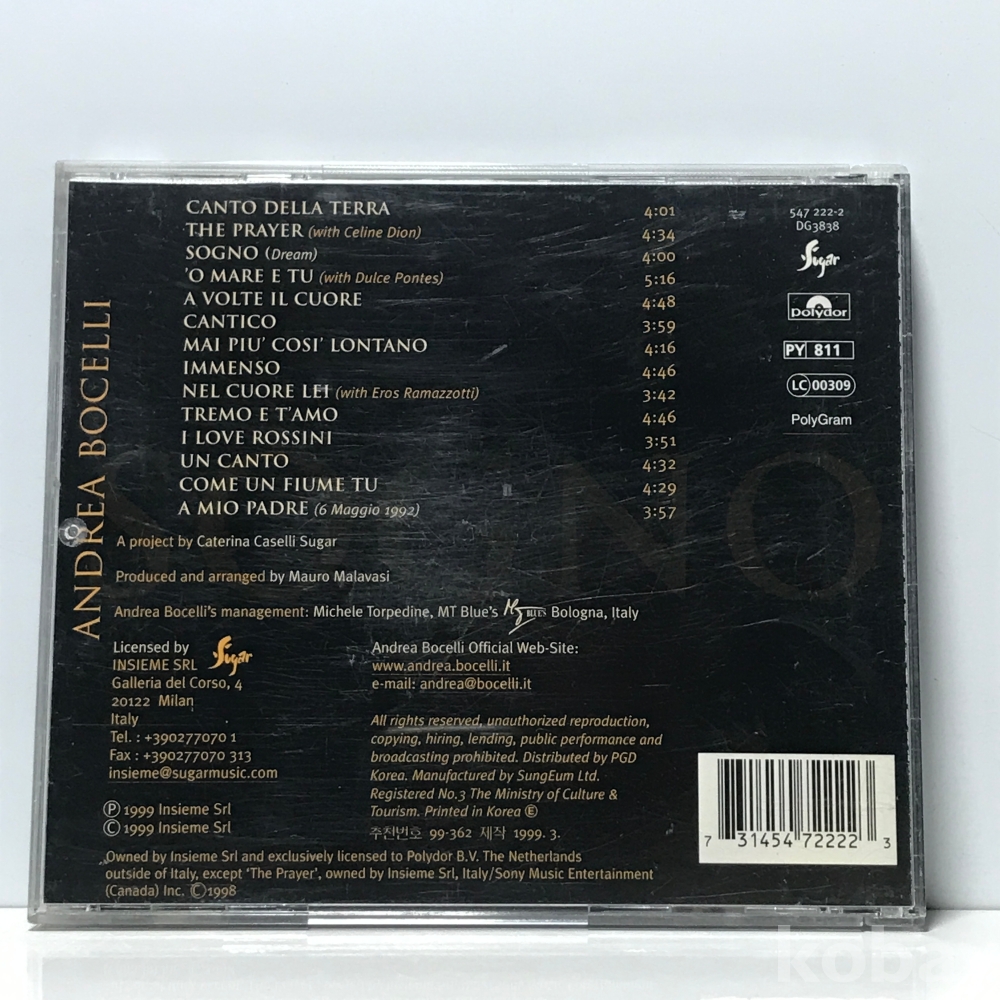 CANTO DELLA TERRA 4:01
THE PRAYER (with Celine Dion) 4:34
SOGNO (Dream) 4:00
'O MARE E TU (with Dulce Pontes) 5:16
A VOLTE IL CUORE 4:48
CANTICO 3:59
MAI PIU' COSI' LONTANO 4:16
IMMENSO 4:46
NEL CUORE LEI (with Eros Ramazzotti) 3:42
TREMO E T'AMO 4:46
I LOVE ROSSINI 3:51
UN CANTO 4:32
COME UN FIUME TU 4:29
A MIO PADRE (6 Maggio 1992) 3:57
547 222-2
DG3838
Sugar
Polydor
PY 811
LC 00309
PolyGram
ANDREA BOCELLI
SOGNO
A project by Caterina Caselli Sugar
Produced and arranged by Mauro Malavasi
Andrea Bocelli's management: Michele Torpedine, MT Blue's BLUES Bologna, Italy
Licensed by
INSIEME SRL Sugar
Galleria del Corso, 4
20122 Milan
Italy
Tel. : +390277070 1
Fax : +390277070 313
insieme@sugarmusic.com
Ⓟ 1999 Insieme Srl
© 1999 Insieme Srl
Andrea Bocelli Official Web-Site:
www.andrea.bocelli.it
e-mail: andrea@bocelli.it
All rights reserved, unauthorized reproduction,
copying, hiring, lending, public performance and
broadcasting prohibited. Distributed by PGD
Korea. Manufactured by SungEum Ltd.
Registered No.3 The Ministry of Culture &
Tourism. Printed in Korea Ⓔ
추천번호 99-362 제작 1999. 3.
Owned by Insieme Srl and exclusively licensed to Polydor B.V. The Netherlands
outside of Italy, except 'The Prayer', owned by Insieme Srl, Italy/Sony Music Entertainment
(Canada) Inc. ©1998
7 31454 72222 3
koba